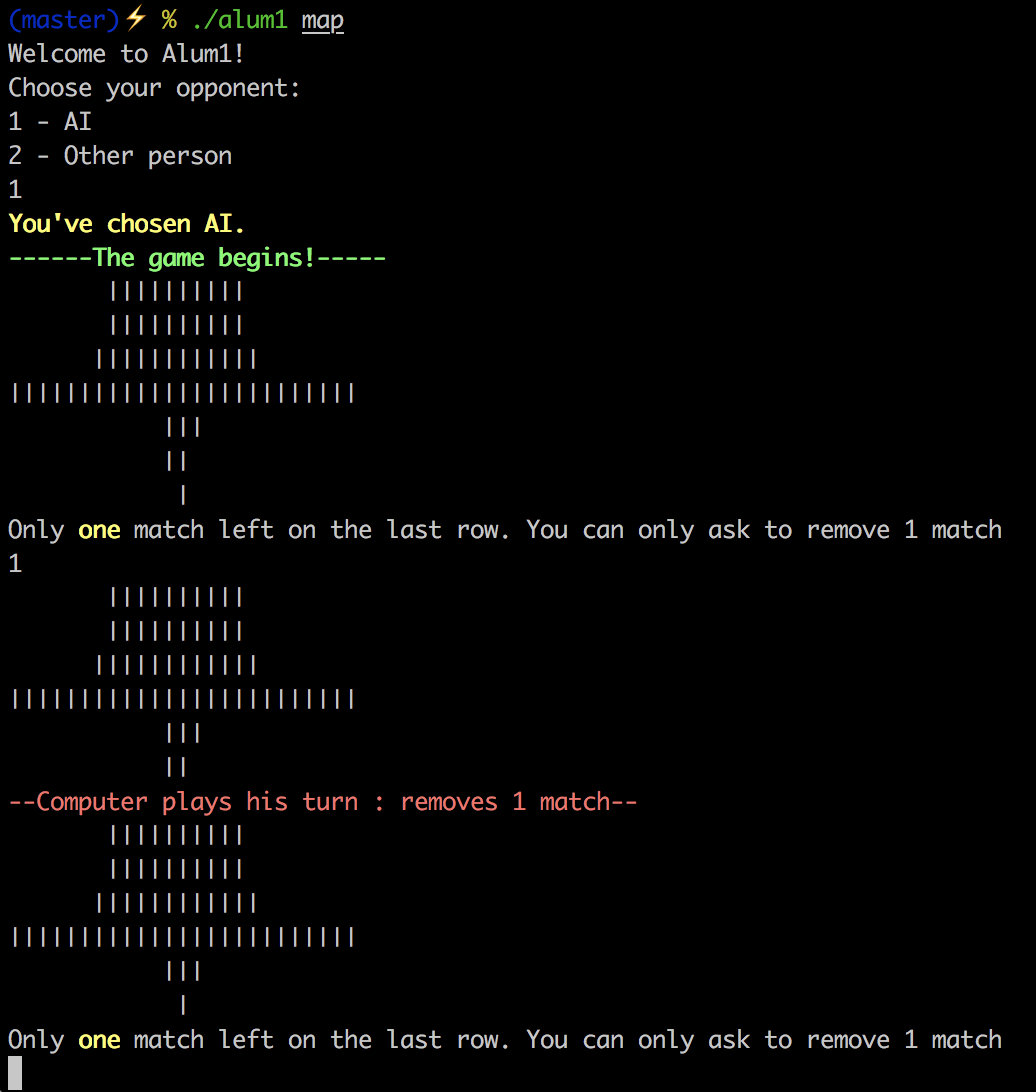 (master)⚡ % ./alum1 map
Welcome to Alum1!
Choose your opponent:
1 - AI
2 - Other person
1
You've chosen AI.
------The game begins!-----
       ||||||||||
       ||||||||||
      ||||||||||||
|||||||||||||||||||||||||
           |||
           ||
            |
Only one match left on the last row. You can only ask to remove 1 match
1
       ||||||||||
       ||||||||||
      ||||||||||||
|||||||||||||||||||||||||
           |||
           ||
--Computer plays his turn : removes 1 match--
       ||||||||||
       ||||||||||
      ||||||||||||
|||||||||||||||||||||||||
           |||
            |
Only one match left on the last row. You can only ask to remove 1 match